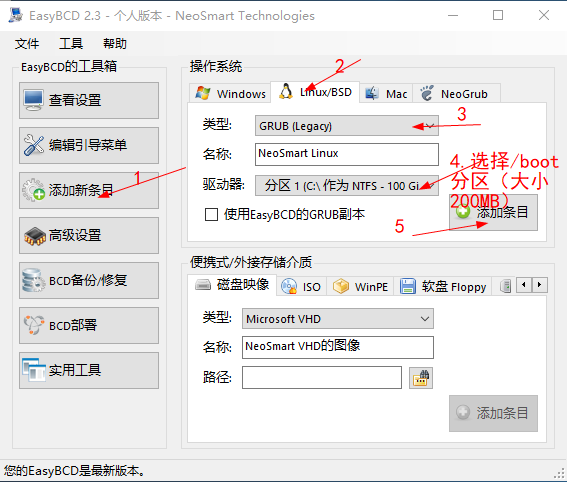 EasyBCD 2.3 - 个人版本 - NeoSmart Technologies
文件 工具 帮助
EasyBCD的工具箱
查看设置
编辑引导菜单
添加新条目
高级设置
BCD备份/修复
BCD部署
实用工具
操作系统
Windows Linux/BSD Mac NeoGrub
类型: GRUB (Legacy)
名称: NeoSmart Linux
驱动器: 分区 1 (C:\ 作为 NTFS - 100 Gi
使用EasyBCD的GRUB副本
添加条目
1
2
3
4.选择/boot
分区（大小
200MB）
5
便携式/外接存储介质
磁盘映像 ISO WinPE 软盘 Floppy
类型: Microsoft VHD
名称: NeoSmart VHD的图像
路径:
添加条目
您的EasyBCD是最新版本。